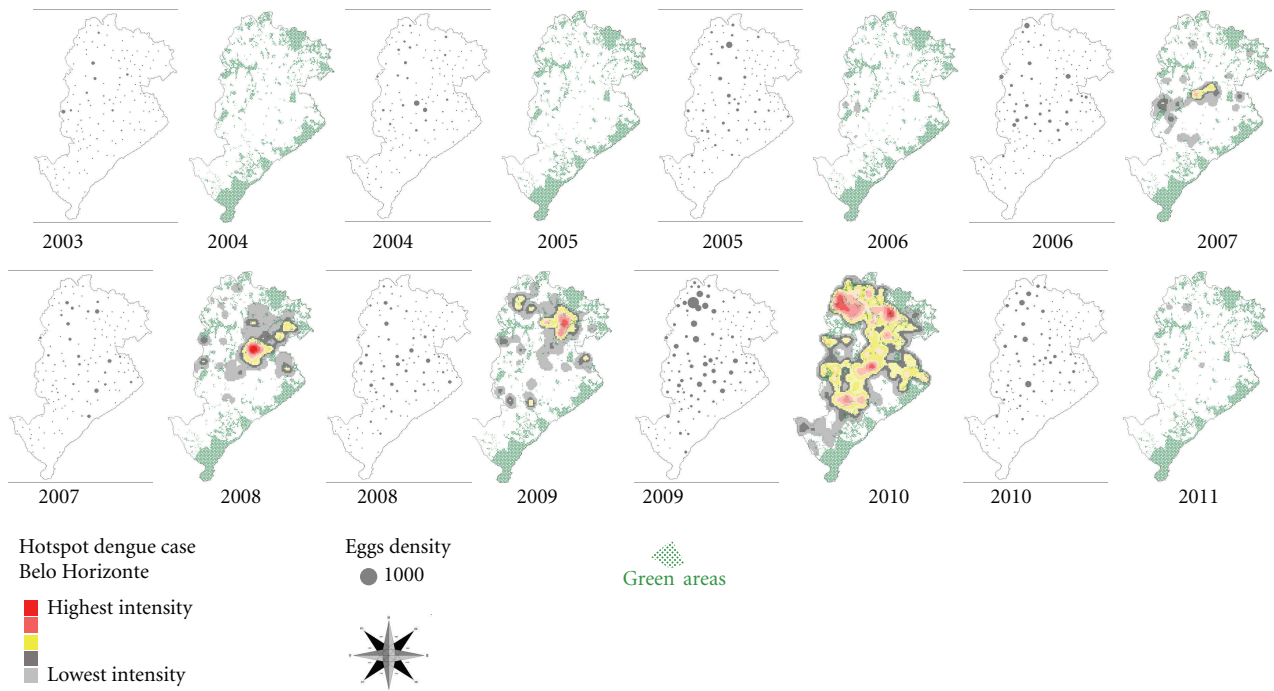 2003 2004 2004 2005 2005 2006 2006 2007
2007 2008 2008 2009 2009 2010 2010 2011
Hotspot dengue case
Belo Horizonte
Highest intensity
Lowest intensity
Eggs density
1000
Green areas